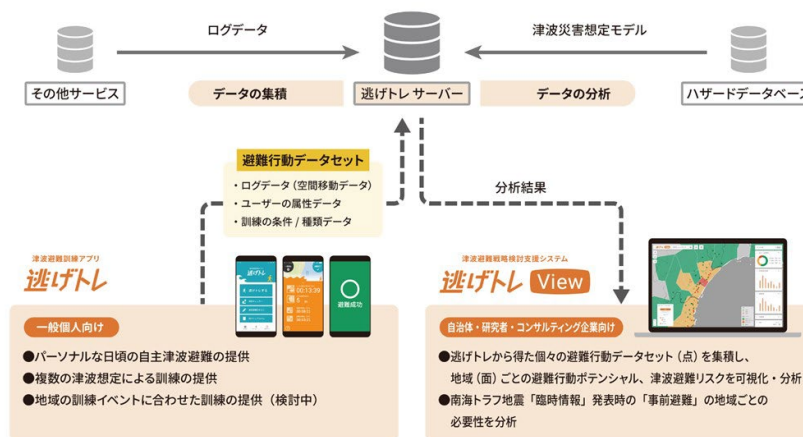 ログデータ
津波災害想定モデル
その他サービス
データの集積
逃げトレ サーバー
データの分析
ハザードデータベース
避難行動データセット
・ログデータ（空間移動データ）
・ユーザーの属性データ
・訓練の条件 / 種類データ
分析結果
津波避難訓練アプリ
逃げトレ
00:13:39
避難成功
一般個人向け
●パーソナルな日頃の自主津波避難の提供
●複数の津波想定による訓練の提供
●地域の訓練イベントに合わせた訓練の提供（検討中）
津波避難戦略検討支援システム
逃げトレ View
自治体・研究者・コンサルティング企業向け
●逃げトレから得た個々の避難行動データセット（点）を集積し、
地域（面）ごとの避難行動ポテンシャル、津波避難リスクを可視化・分析
●南海トラフ地震「臨時情報」発表時の「事前避難」の地域ごとの
必要性を分析